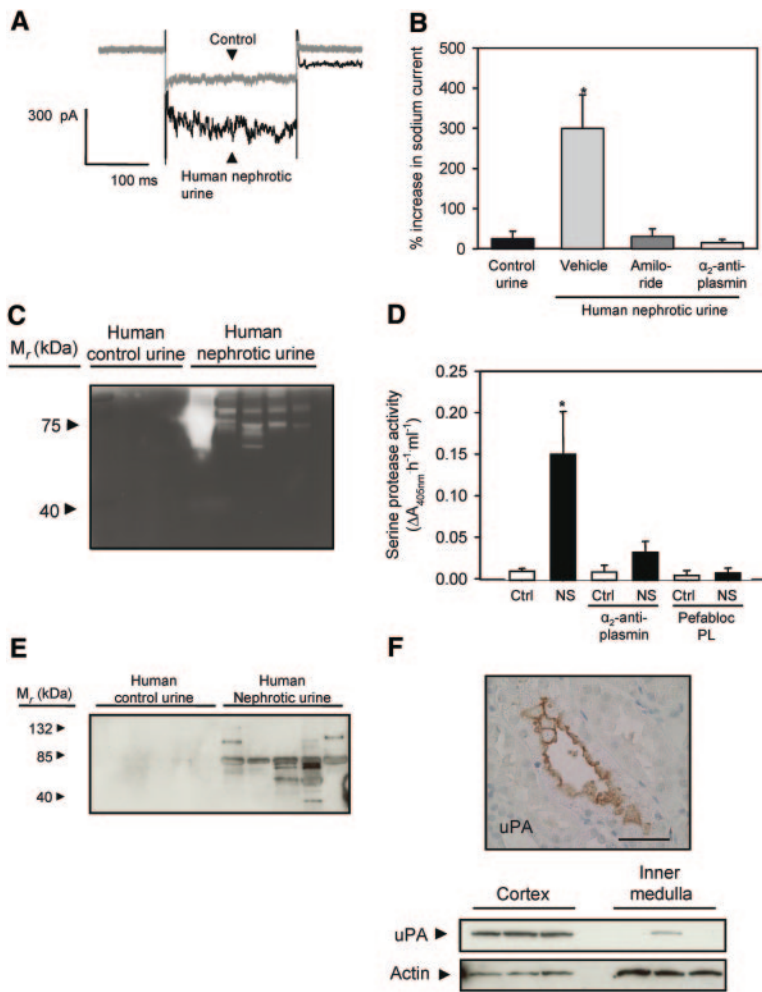 A
Control
300 pA
100 ms
Human nephrotic
urine
B
% increase in sodium current
500
400
300
200
100
0
*
Control
urine
Vehicle
Amilo-
ride
α₂-anti-
plasmin
Human nephrotic urine
C
Mᵣ (kDa)
Human
control urine
Human
nephrotic urine
75
40
D
Serine protease activity
(ΔA₄₀₅ₙₘ·h⁻¹·ml⁻¹)
0.25
0.20
0.15
0.10
0.05
0.00
*
Ctrl NS Ctrl NS Ctrl NS
α₂-anti-
plasmin
Pefabloc
PL
E
Mᵣ (kDa)
Human
control urine
Human
Nephrotic urine
132
85
40
F
uPA
Cortex
Inner
medulla
uPA
Actin